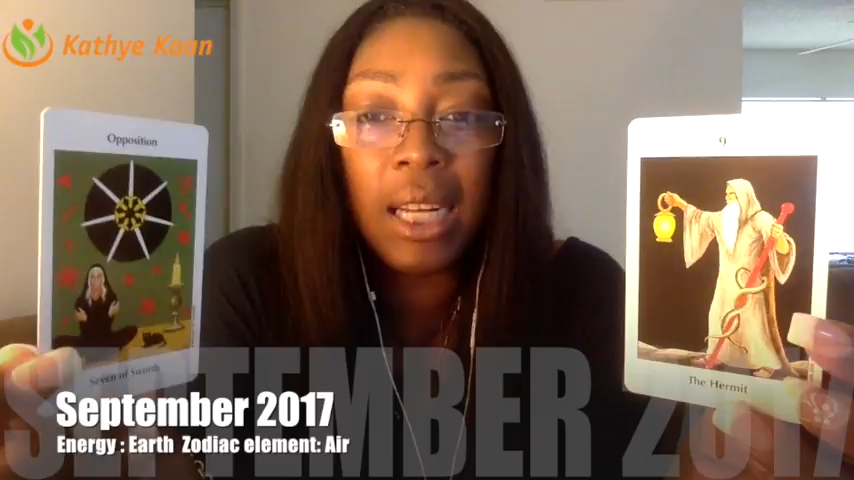 Kathye Kaan
Opposition
Seven of Swords
9
The Hermit
SEPTEMBER 2017
September 2017
Energy : Earth Zodiac element: Air